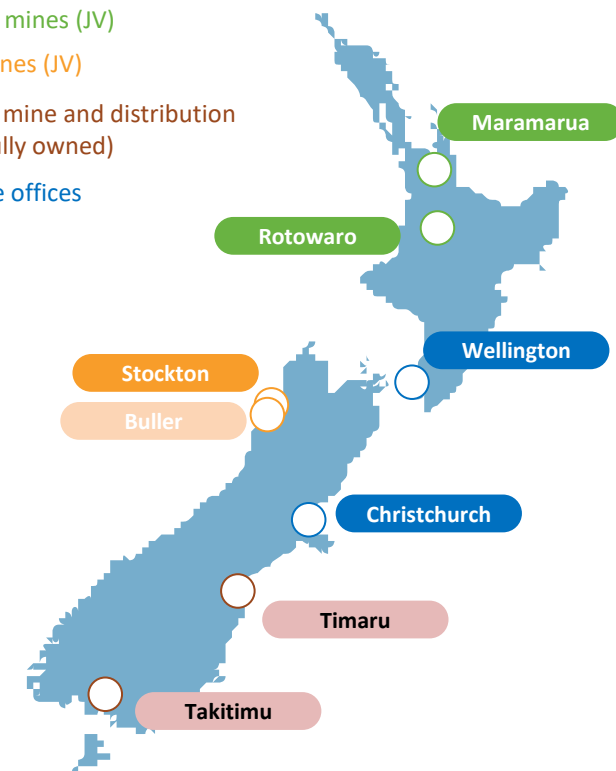 mines (JV)
nes (JV)
mine and distribution
lly owned)
e offices
Maramarua
Rotowaro
Wellington
Stockton
Buller
Christchurch
Timaru
Takitimu